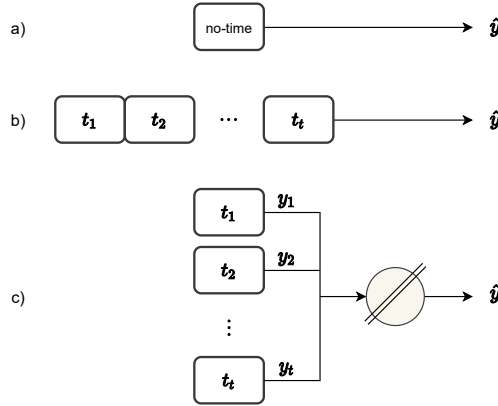 a) no-time ŷ
b) t₁ t₂ ... tₜ ŷ
t₁ y₁
t₂ y₂
c) ⋮ ŷ
tₜ yₜ